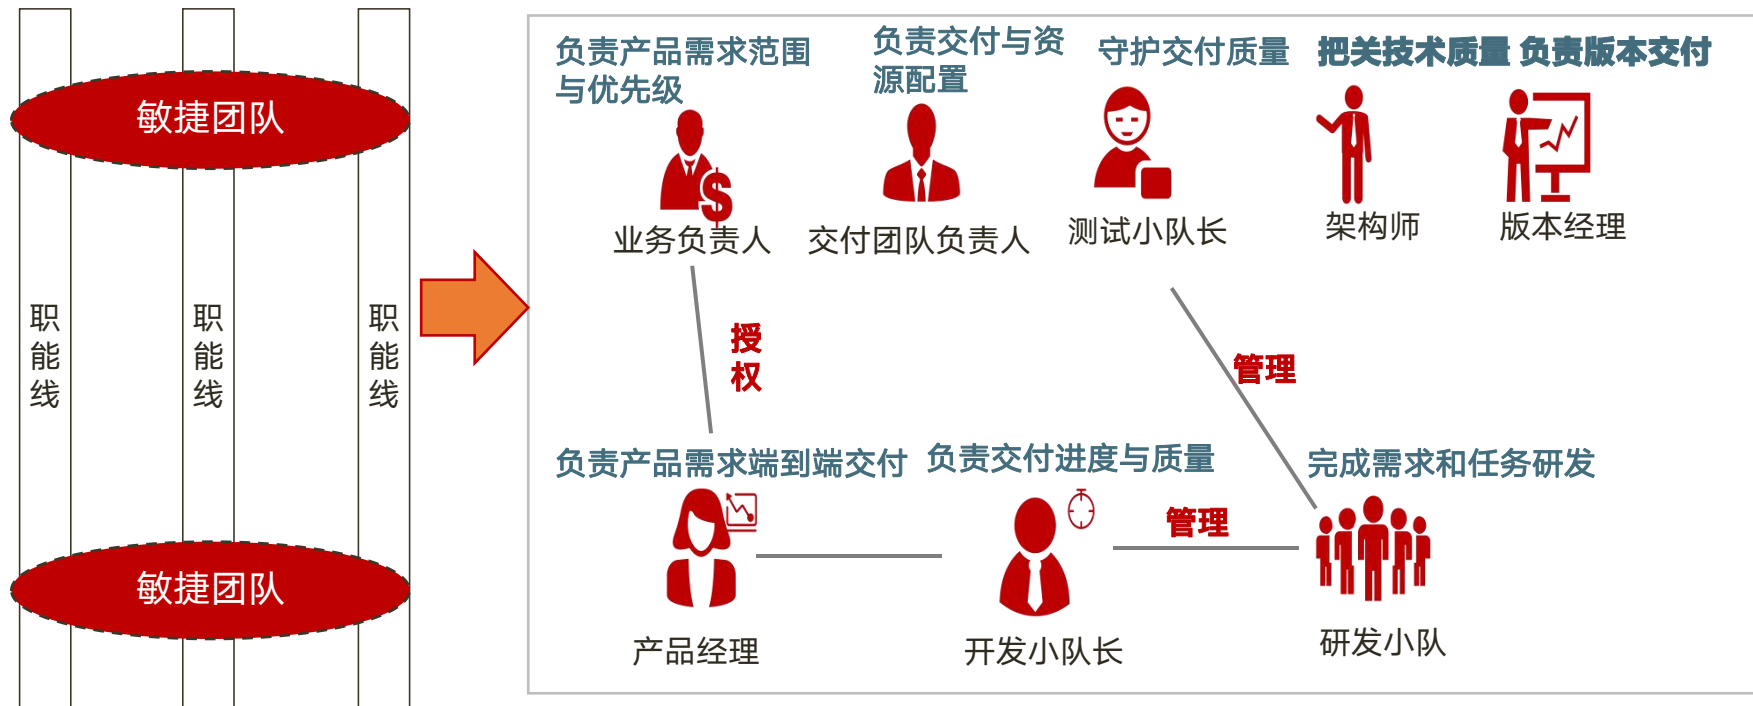 敏捷团队
职
能
线
职
能
线
职
能
线
敏捷团队
负责产品需求范围
与优先级
负责交付与资
源配置
守护交付质量
把关技术质量 负责版本交付
$
业务负责人
交付团队负责人
测试小队长
架构师
版本经理
授
权
管理
负责产品需求端到端交付
负责交付进度与质量
完成需求和任务研发
管理
产品经理
开发小队长
研发小队